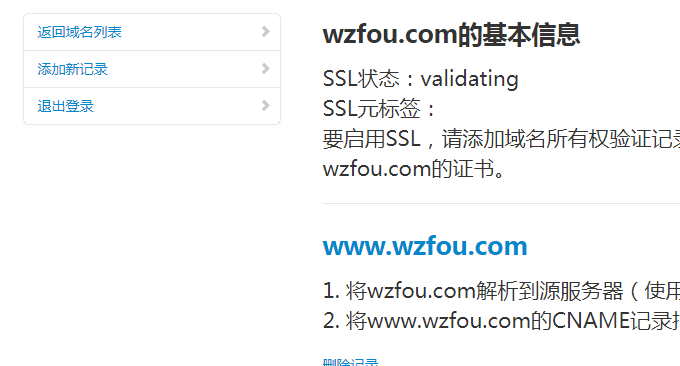 返回域名列表
添加新记录
退出登录
wzfou.com的基本信息
SSL状态：validating
SSL元标签：
要启用SSL，请添加域名所有权验证记录
wzfou.com的证书。
www.wzfou.com
1. 将wzfou.com解析到源服务器（使用
2. 将www.wzfou.com的CNAME记录指
删除记录